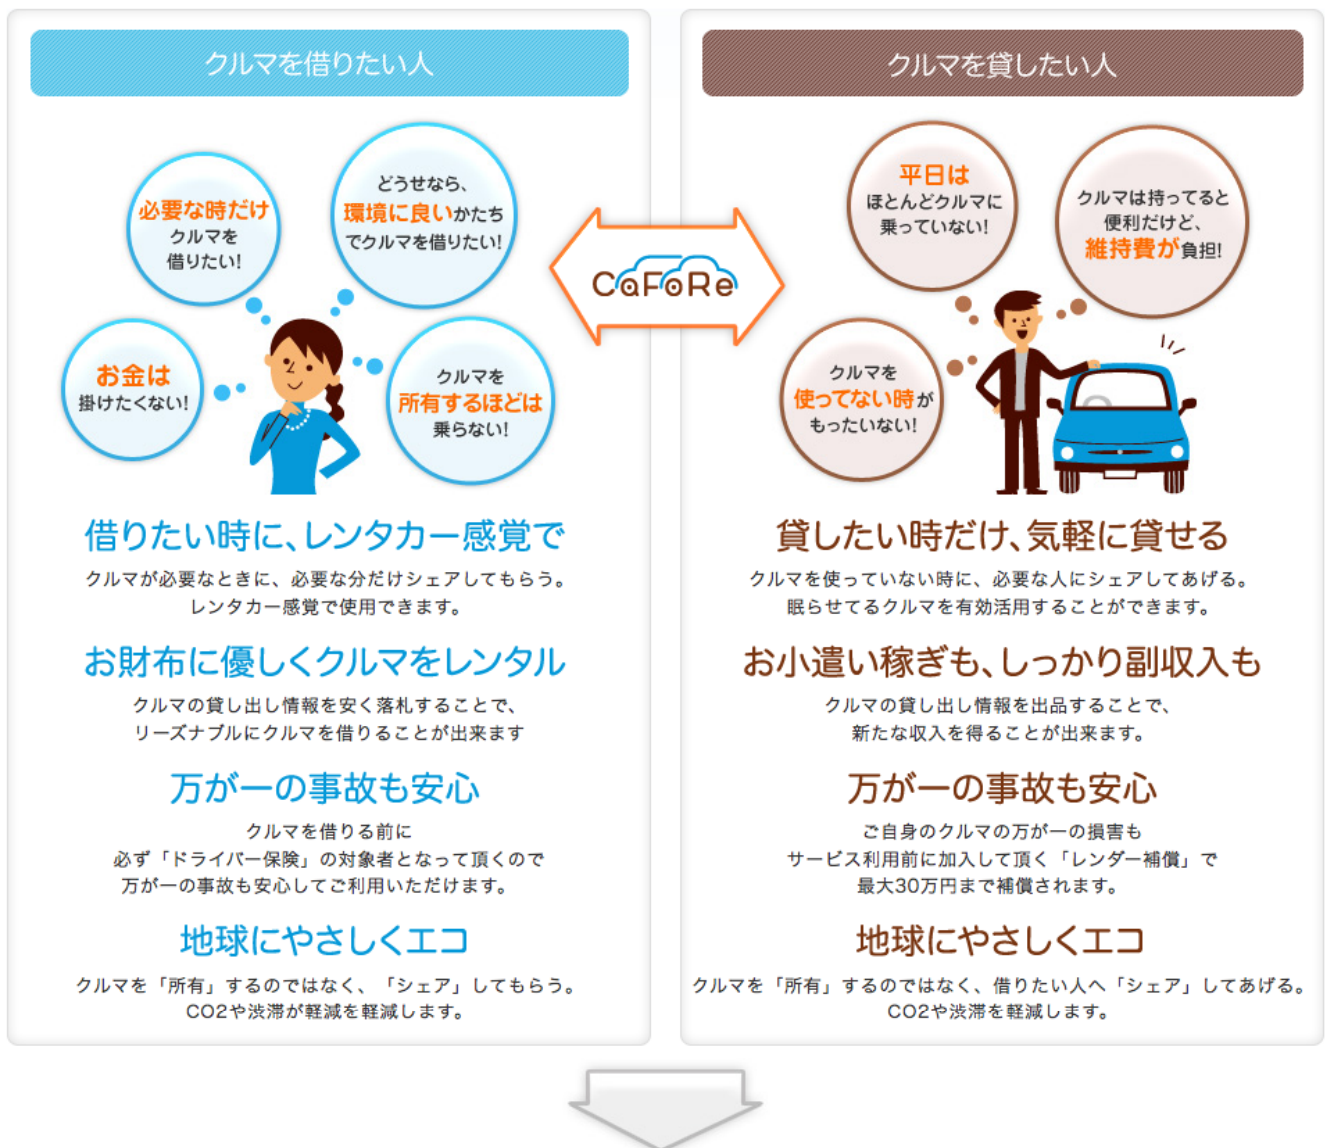 クルマを借りたい人
必要な時だけ
クルマを
借りたい!
どうせなら、
環境に良いかたち
でクルマを借りたい!
お金は
掛けたくない!
クルマを
所有するほどは
乗らない!
借りたい時に、レンタカー感覚で
クルマが必要なときに、必要な分だけシェアしてもらう。
レンタカー感覚で使用できます。
お財布に優しくクルマをレンタル
クルマの貸し出し情報を安く落札することで、
リーズナブルにクルマを借りることが出来ます
万が一の事故も安心
クルマを借りる前に
必ず「ドライバー保険」の対象者となって頂くので
万が一の事故も安心してご利用いただけます。
地球にやさしくエコ
クルマを「所有」するのではなく、「シェア」してもらう。
CO2や渋滞が軽減を軽減します。
CaFoRe
クルマを貸したい人
平日は
ほとんどクルマに
乗っていない!
クルマは持ってると
便利だけど、
維持費が負担!
クルマを
使ってない時が
もったいない!
貸したい時だけ、気軽に貸せる
クルマを使っていない時に、必要な人にシェアしてあげる。
眠らせてるクルマを有効活用することができます。
お小遣い稼ぎも、しっかり副収入も
クルマの貸し出し情報を出品することで、
新たな収入を得ることが出来ます。
万が一の事故も安心
ご自身のクルマの万が一の損害も
サービス利用前に加入して頂く「レンダー補償」で
最大30万円まで補償されます。
地球にやさしくエコ
クルマを「所有」するのではなく、借りたい人へ「シェア」してあげる。
CO2や渋滞を軽減します。